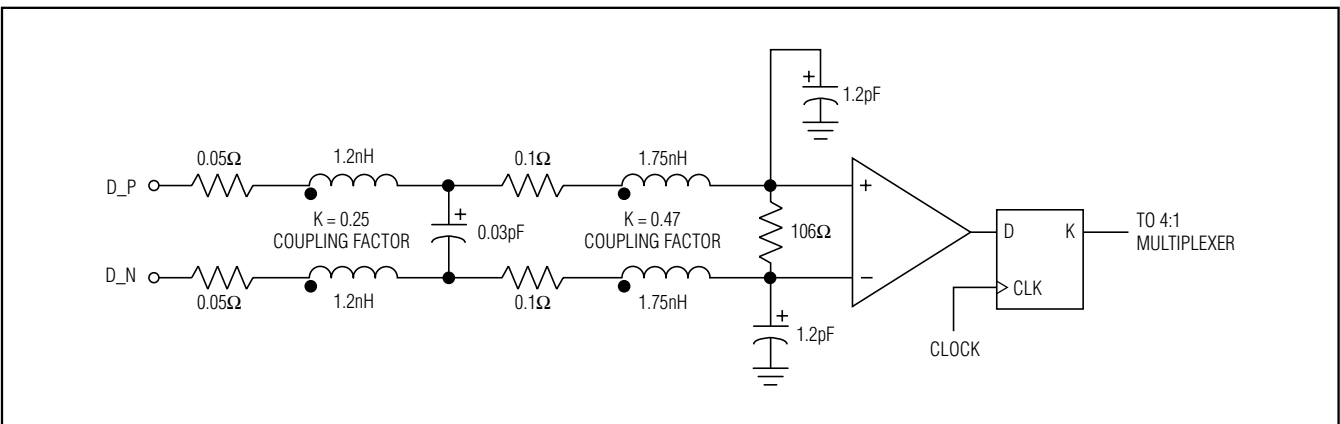 +
1.2pF
0.05Ω
1.2nH
0.1Ω
1.75nH
D_P
+
K = 0.25
COUPLING FACTOR
+
0.03pF
K = 0.47
COUPLING FACTOR
106Ω
D
K
TO 4:1
MULTIPLEXER
D_N
−
CLK
0.05Ω
1.2nH
0.1Ω
1.75nH
+
1.2pF
CLOCK